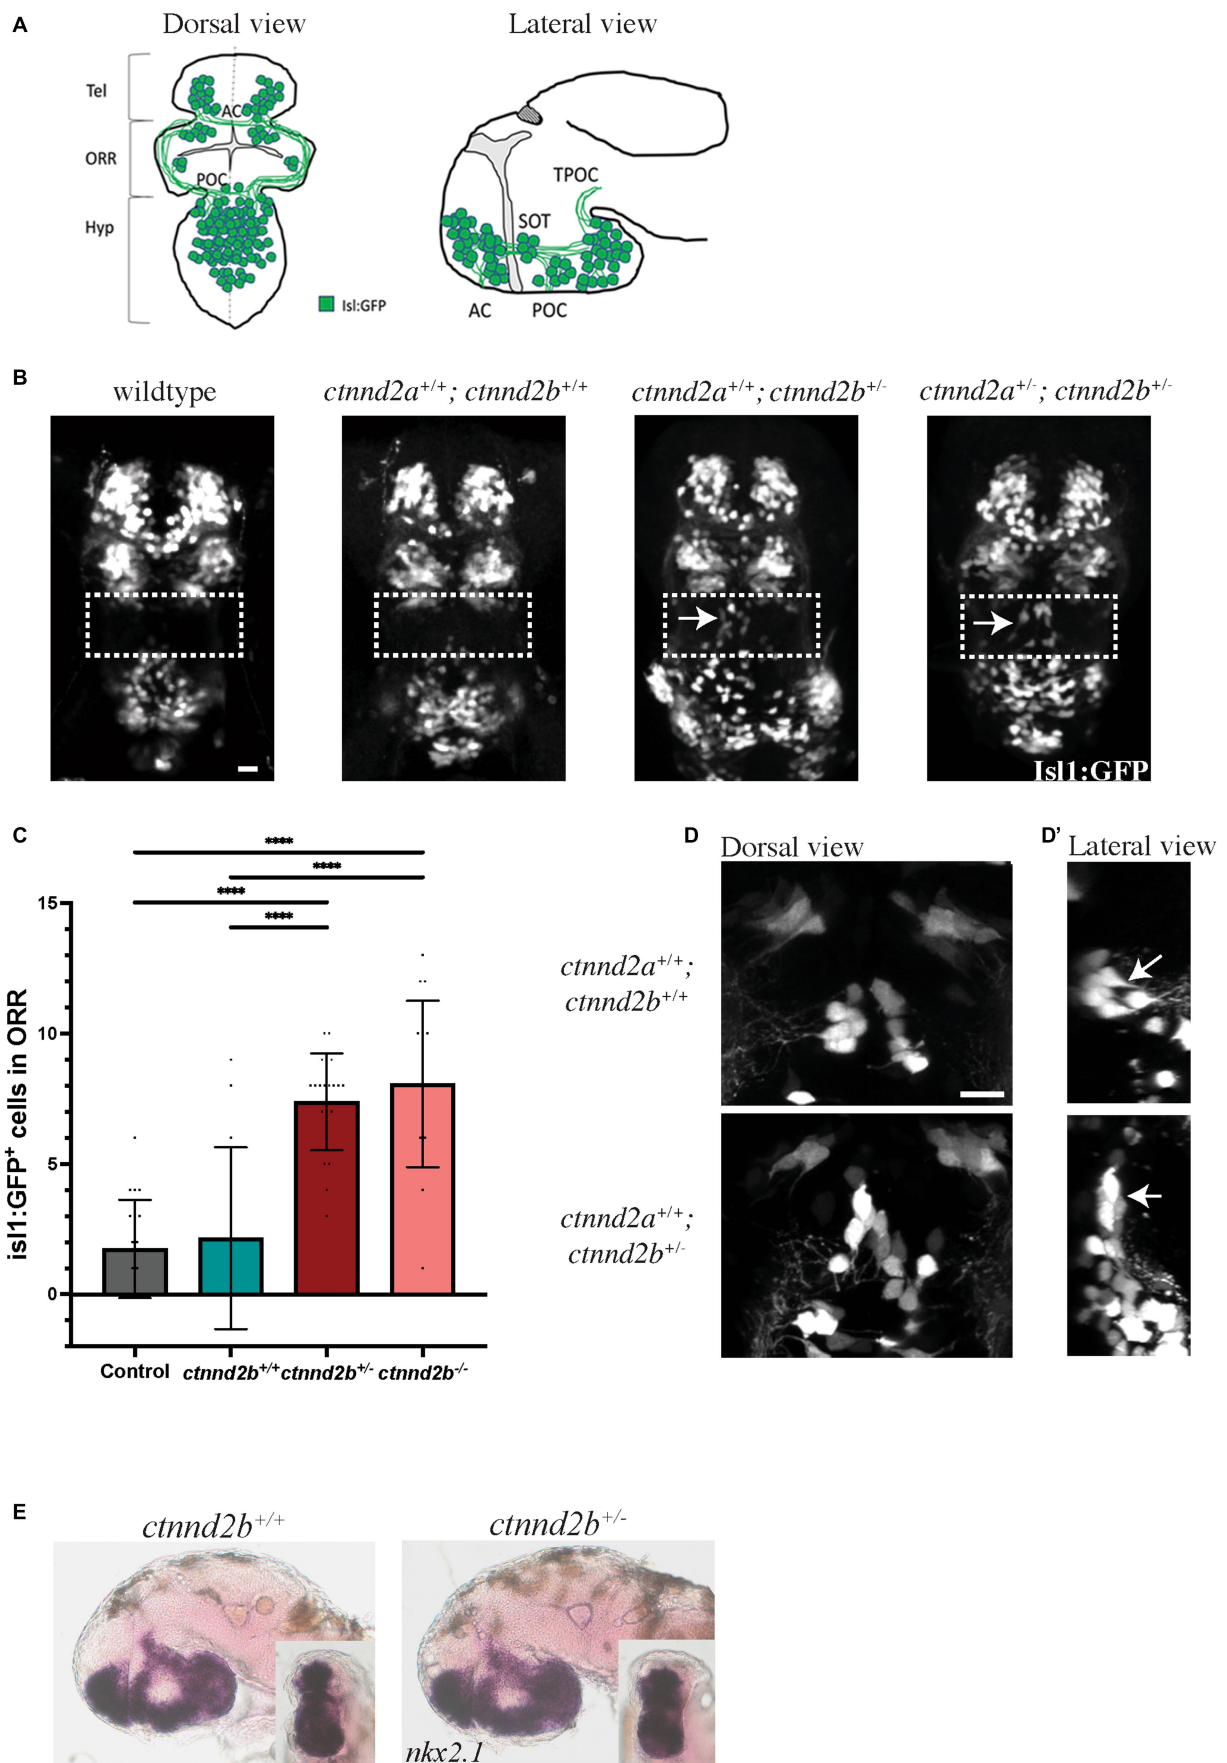 A
Dorsal view
Lateral view
Tel
ORR
Hyp
AC
POC
Isl:GFP
TPOC
SOT
AC
POC
B
wildtype
ctnnd2a+/+; ctnnd2b+/+
ctnnd2a+/+; ctnnd2b+/-
ctnnd2a+/-; ctnnd2b+/-
Isl1:GFP
C
****
****
****
****
isl1:GFP+ cells in ORR
15
10
5
0
Control
ctnnd2b+/+
ctnnd2b+/-
ctnnd2b-/-
D
Dorsal view
D'
Lateral view
ctnnd2a+/+;
ctnnd2b+/+
ctnnd2a+/+;
ctnnd2b+/-
E
ctnnd2b+/+
ctnnd2b+/-
nkx2.1